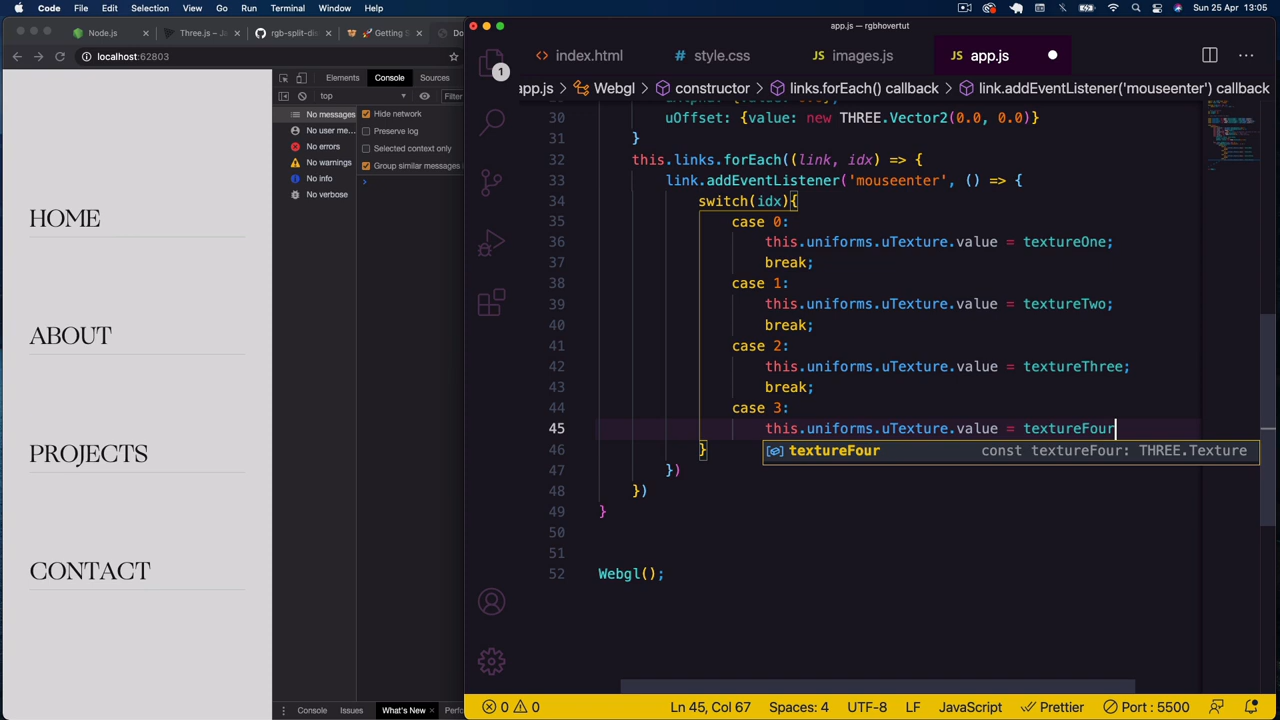 Code File Edit Selection View Go Run Terminal Window Help
Sun 25 Apr 13:05
Node.js
Three.js – Ja
rgb-split-di
Getting S
Do
localhost:62803
HOME
ABOUT
PROJECTS
CONTACT
Elements Console Sources
top
Filter
No messages
No user me...
No errors
No warnings
No info
No verbose
Hide network
Preserve log
Selected context only
Group similar messages
Console Issues What's New Perfo
app.js — rgbhovertut
1
index.html
style.css
images.js
app.js
app.js > Webgl > constructor > links.forEach() callback > link.addEventListener('mouseenter') callback
30 uOffset: {value: new THREE.Vector2(0.0, 0.0)}
31 }
32 this.links.forEach((link, idx) => {
33 link.addEventListener('mouseenter', () => {
34 switch(idx){
35 case 0:
36 this.uniforms.uTexture.value = textureOne;
37 break;
38 case 1:
39 this.uniforms.uTexture.value = textureTwo;
40 break;
41 case 2:
42 this.uniforms.uTexture.value = textureThree;
43 break;
44 case 3:
45 this.uniforms.uTexture.value = textureFour
textureFour const textureFour: THREE.Texture
46 }
47 })
48 })
49 }
50
51
52 Webgl();
0 0 Ln 45, Col 67 Spaces: 4 UTF-8 LF JavaScript Prettier Port : 5500